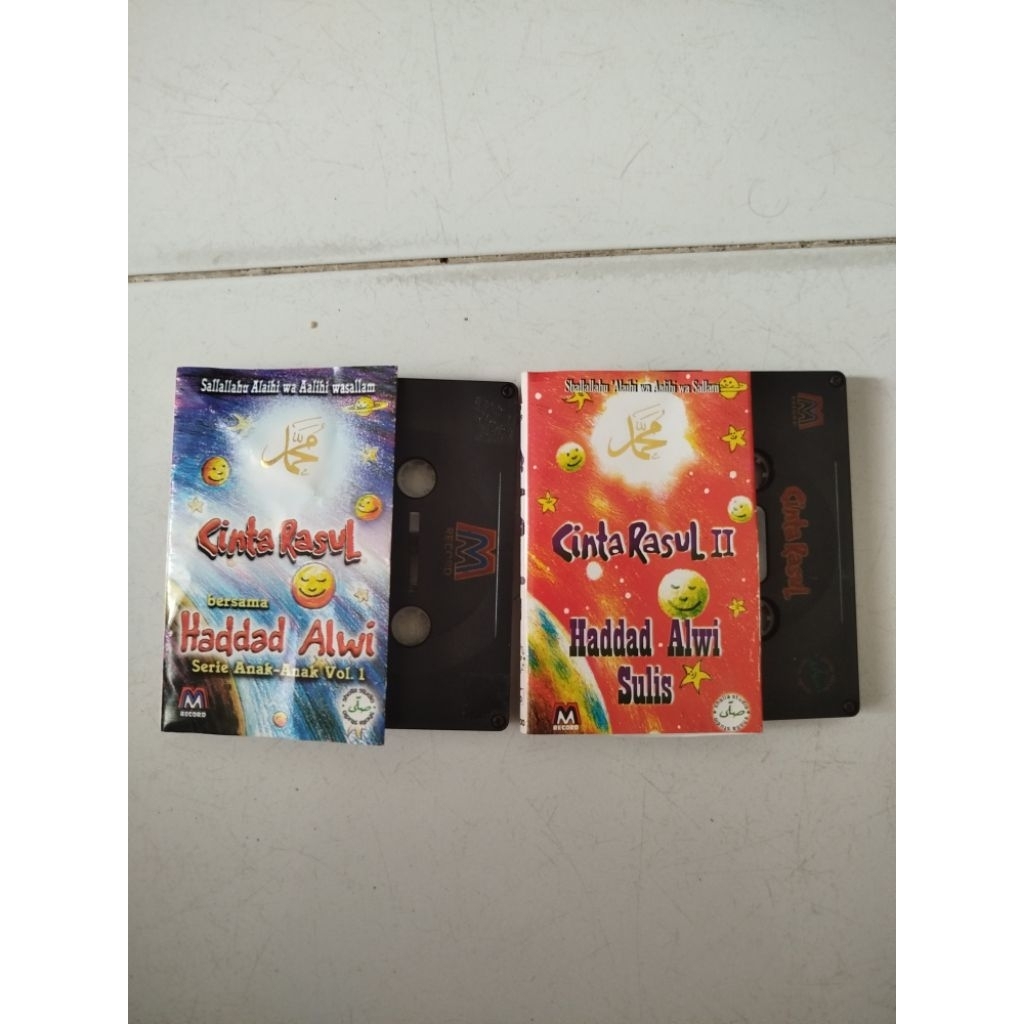 Sallallahu Alaihi wa Aalihi wasallam
محمد
Cinta Rasul
bersama
Haddad Alwi
Serie Anak-Anak Vol. 1
M
RECORD
M
RECORD
Shallallahu 'Alaihi wa Aalihi wa Sallam
محمد
Cinta Rasul II
Haddad Alwi
Sulis
M
RECORD
M
Cinta Rasul